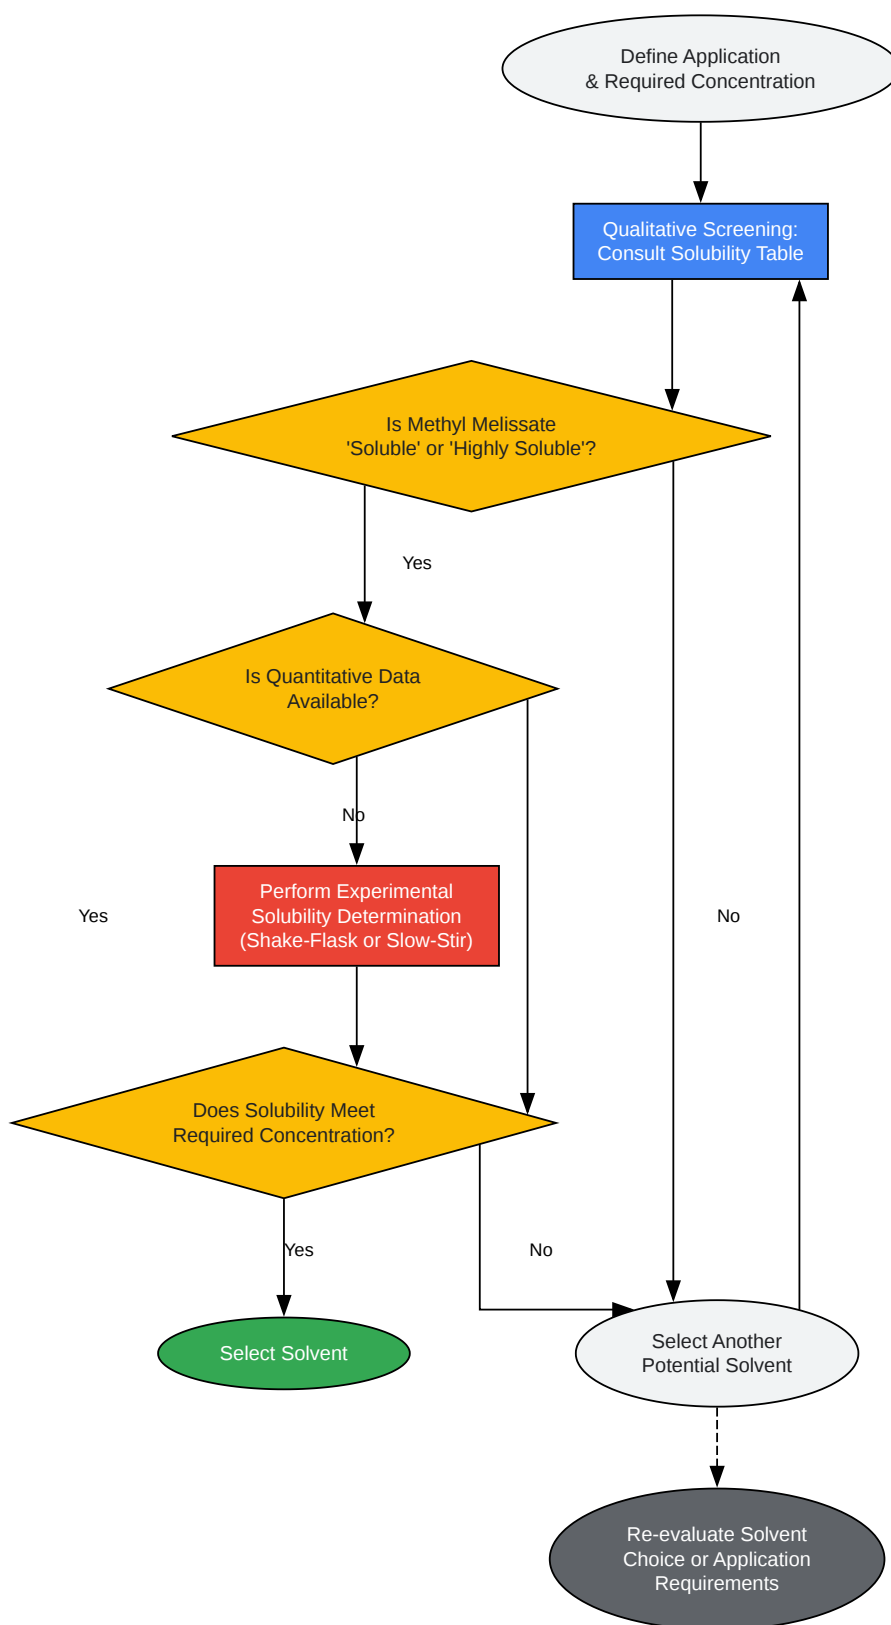 Define Application
& Required Concentration
Qualitative Screening:
Consult Solubility Table
Is Methyl Melissate
'Soluble' or 'Highly Soluble'?
Yes
Is Quantitative Data
Available?
No
Perform Experimental
Solubility Determination
(Shake-Flask or Slow-Stir)
Yes
No
Does Solubility Meet
Required Concentration?
Yes
No
Select Solvent
Select Another
Potential Solvent
Re-evaluate Solvent
Choice or Application
Requirements